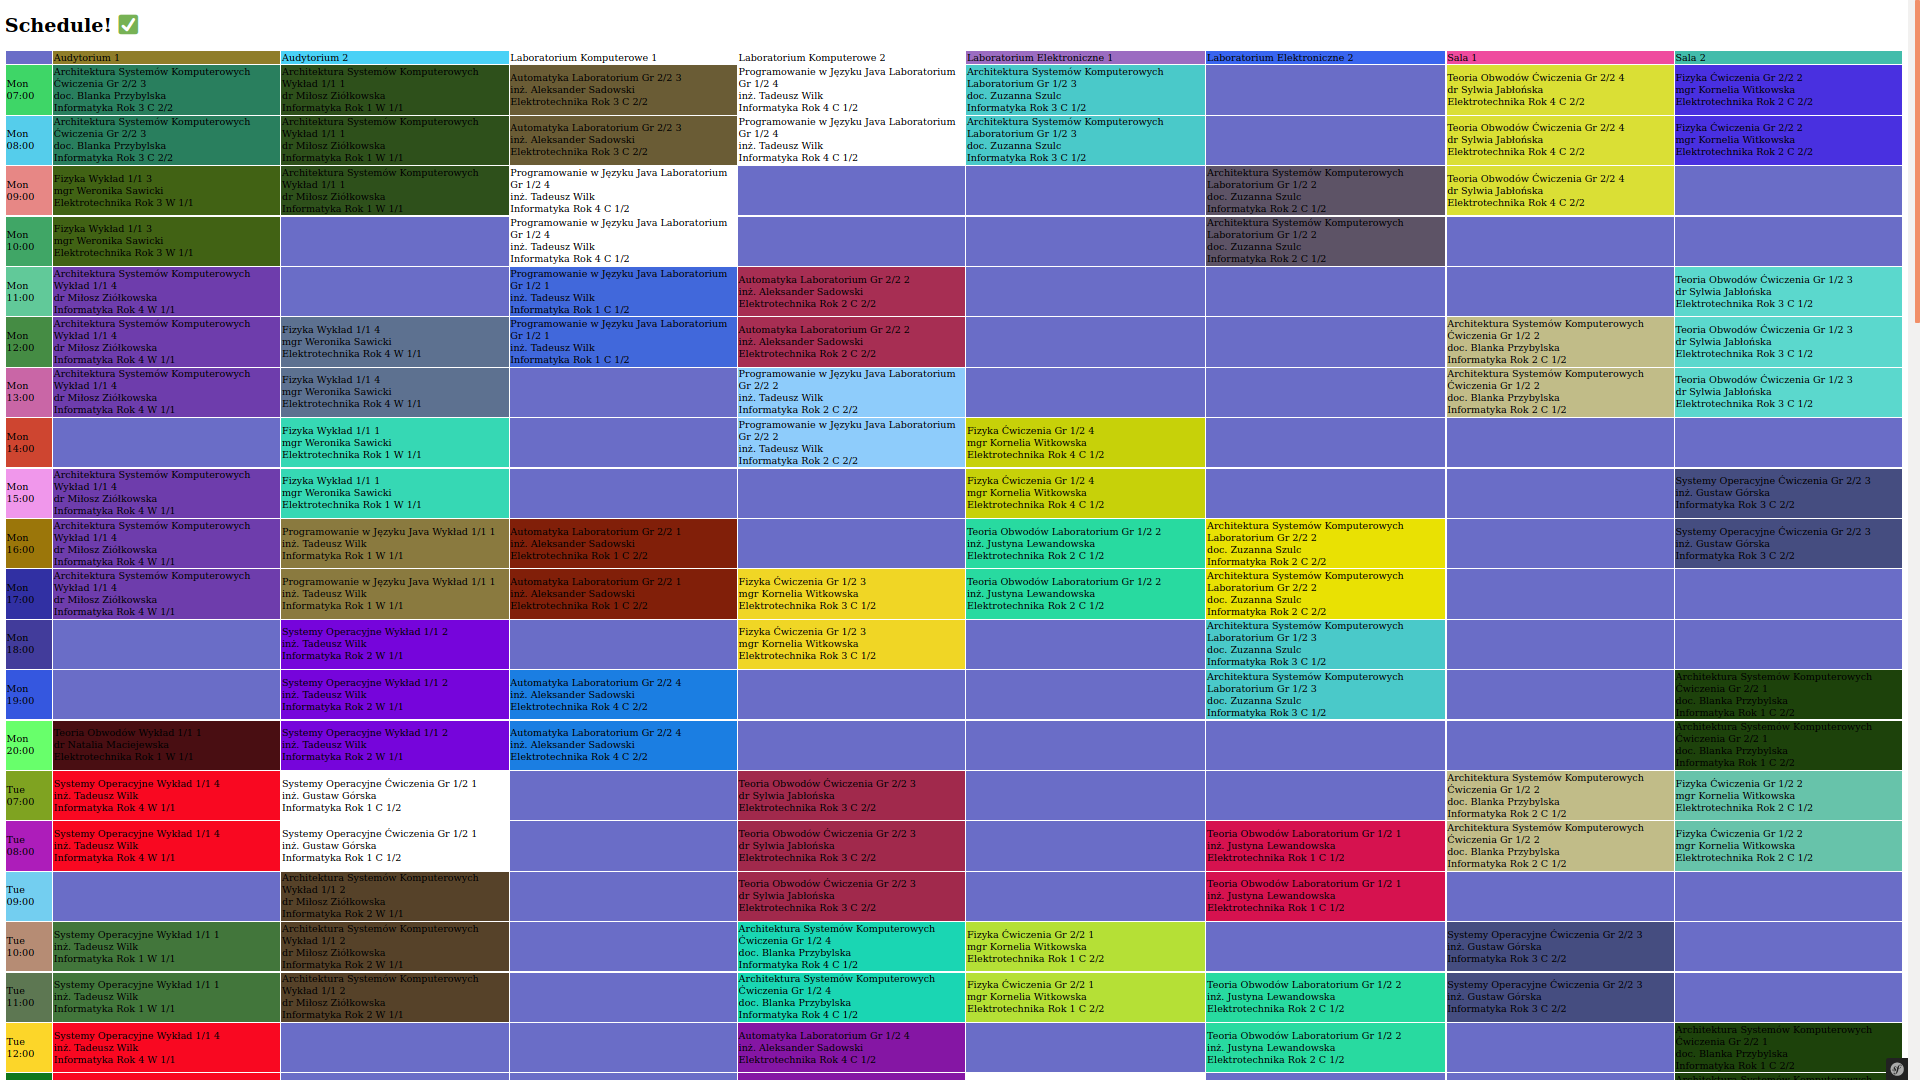 Schedule! ✅
Audytorium 1
Audytorium 2
Laboratorium Komputerowe 1
Laboratorium Komputerowe 2
Laboratorium Elektroniczne 1
Laboratorium Elektroniczne 2
Sala 1
Sala 2
Mon
07:00
Architektura Systemów Komputerowych
Ćwiczenia Gr 2/2 3
doc. Blanka Przybylska
Informatyka Rok 3 C 2/2
Architektura Systemów Komputerowych
Wykład 1/1 1
dr Miłosz Ziółkowska
Informatyka Rok 1 W 1/1
Automatyka Laboratorium Gr 2/2 3
inż. Aleksander Sadowski
Elektrotechnika Rok 3 C 2/2
Programowanie w Języku Java Laboratorium
Gr 1/2 4
inż. Tadeusz Wilk
Informatyka Rok 4 C 1/2
Architektura Systemów Komputerowych
Laboratorium Gr 1/2 3
doc. Zuzanna Szulc
Informatyka Rok 3 C 1/2
Teoria Obwodów Ćwiczenia Gr 2/2 4
dr Sylwia Jabłońska
Elektrotechnika Rok 4 C 2/2
Fizyka Ćwiczenia Gr 2/2 2
mgr Kornelia Witkowska
Elektrotechnika Rok 2 C 2/2
Mon
08:00
Architektura Systemów Komputerowych
Ćwiczenia Gr 2/2 3
doc. Blanka Przybylska
Informatyka Rok 3 C 2/2
Architektura Systemów Komputerowych
Wykład 1/1 1
dr Miłosz Ziółkowska
Informatyka Rok 1 W 1/1
Automatyka Laboratorium Gr 2/2 3
inż. Aleksander Sadowski
Elektrotechnika Rok 3 C 2/2
Programowanie w Języku Java Laboratorium
Gr 1/2 4
inż. Tadeusz Wilk
Informatyka Rok 4 C 1/2
Architektura Systemów Komputerowych
Laboratorium Gr 1/2 3
doc. Zuzanna Szulc
Informatyka Rok 3 C 1/2
Teoria Obwodów Ćwiczenia Gr 2/2 4
dr Sylwia Jabłońska
Elektrotechnika Rok 4 C 2/2
Fizyka Ćwiczenia Gr 2/2 2
mgr Kornelia Witkowska
Elektrotechnika Rok 2 C 2/2
Mon
09:00
Fizyka Wykład 1/1 3
mgr Weronika Sawicki
Elektrotechnika Rok 3 W 1/1
Architektura Systemów Komputerowych
Wykład 1/1 1
dr Miłosz Ziółkowska
Informatyka Rok 1 W 1/1
Programowanie w Języku Java Laboratorium
Gr 1/2 4
inż. Tadeusz Wilk
Informatyka Rok 4 C 1/2
Architektura Systemów Komputerowych
Laboratorium Gr 1/2 2
doc. Zuzanna Szulc
Informatyka Rok 2 C 1/2
Teoria Obwodów Ćwiczenia Gr 2/2 4
dr Sylwia Jabłońska
Elektrotechnika Rok 4 C 2/2
Mon
10:00
Fizyka Wykład 1/1 3
mgr Weronika Sawicki
Elektrotechnika Rok 3 W 1/1
Programowanie w Języku Java Laboratorium
Gr 1/2 4
inż. Tadeusz Wilk
Informatyka Rok 4 C 1/2
Architektura Systemów Komputerowych
Laboratorium Gr 1/2 2
doc. Zuzanna Szulc
Informatyka Rok 2 C 1/2
Mon
11:00
Architektura Systemów Komputerowych
Wykład 1/1 4
dr Miłosz Ziółkowska
Informatyka Rok 4 W 1/1
Programowanie w Języku Java Laboratorium
Gr 1/2 1
inż. Tadeusz Wilk
Informatyka Rok 1 C 1/2
Automatyka Laboratorium Gr 2/2 2
inż. Aleksander Sadowski
Elektrotechnika Rok 2 C 2/2
Teoria Obwodów Ćwiczenia Gr 1/2 3
dr Sylwia Jabłońska
Elektrotechnika Rok 3 C 1/2
Mon
12:00
Architektura Systemów Komputerowych
Wykład 1/1 4
dr Miłosz Ziółkowska
Informatyka Rok 4 W 1/1
Fizyka Wykład 1/1 4
mgr Weronika Sawicki
Elektrotechnika Rok 4 W 1/1
Programowanie w Języku Java Laboratorium
Gr 1/2 1
inż. Tadeusz Wilk
Informatyka Rok 1 C 1/2
Automatyka Laboratorium Gr 2/2 2
inż. Aleksander Sadowski
Elektrotechnika Rok 2 C 2/2
Architektura Systemów Komputerowych
Ćwiczenia Gr 1/2 2
doc. Blanka Przybylska
Informatyka Rok 2 C 1/2
Teoria Obwodów Ćwiczenia Gr 1/2 3
dr Sylwia Jabłońska
Elektrotechnika Rok 3 C 1/2
Mon
13:00
Architektura Systemów Komputerowych
Wykład 1/1 4
dr Miłosz Ziółkowska
Informatyka Rok 4 W 1/1
Fizyka Wykład 1/1 4
mgr Weronika Sawicki
Elektrotechnika Rok 4 W 1/1
Programowanie w Języku Java Laboratorium
Gr 2/2 2
inż. Tadeusz Wilk
Informatyka Rok 2 C 2/2
Architektura Systemów Komputerowych
Ćwiczenia Gr 1/2 2
doc. Blanka Przybylska
Informatyka Rok 2 C 1/2
Teoria Obwodów Ćwiczenia Gr 1/2 3
dr Sylwia Jabłońska
Elektrotechnika Rok 3 C 1/2
Mon
14:00
Fizyka Wykład 1/1 1
mgr Weronika Sawicki
Elektrotechnika Rok 1 W 1/1
Programowanie w Języku Java Laboratorium
Gr 2/2 2
inż. Tadeusz Wilk
Informatyka Rok 2 C 2/2
Fizyka Ćwiczenia Gr 1/2 4
mgr Kornelia Witkowska
Elektrotechnika Rok 4 C 1/2
Mon
15:00
Architektura Systemów Komputerowych
Wykład 1/1 4
dr Miłosz Ziółkowska
Informatyka Rok 4 W 1/1
Fizyka Wykład 1/1 1
mgr Weronika Sawicki
Elektrotechnika Rok 1 W 1/1
Fizyka Ćwiczenia Gr 1/2 4
mgr Kornelia Witkowska
Elektrotechnika Rok 4 C 1/2
Systemy Operacyjne Ćwiczenia Gr 2/2 3
inż. Gustaw Górska
Informatyka Rok 3 C 2/2
Mon
16:00
Architektura Systemów Komputerowych
Wykład 1/1 4
dr Miłosz Ziółkowska
Informatyka Rok 4 W 1/1
Programowanie w Języku Java Wykład 1/1 1
inż. Tadeusz Wilk
Informatyka Rok 1 W 1/1
Automatyka Laboratorium Gr 2/2 1
inż. Aleksander Sadowski
Elektrotechnika Rok 1 C 2/2
Teoria Obwodów Laboratorium Gr 1/2 2
inż. Justyna Lewandowska
Elektrotechnika Rok 2 C 1/2
Architektura Systemów Komputerowych
Laboratorium Gr 2/2 2
doc. Zuzanna Szulc
Informatyka Rok 2 C 2/2
Systemy Operacyjne Ćwiczenia Gr 2/2 3
inż. Gustaw Górska
Informatyka Rok 3 C 2/2
Mon
17:00
Architektura Systemów Komputerowych
Wykład 1/1 4
dr Miłosz Ziółkowska
Informatyka Rok 4 W 1/1
Programowanie w Języku Java Wykład 1/1 1
inż. Tadeusz Wilk
Informatyka Rok 1 W 1/1
Automatyka Laboratorium Gr 2/2 1
inż. Aleksander Sadowski
Elektrotechnika Rok 1 C 2/2
Fizyka Ćwiczenia Gr 1/2 3
mgr Kornelia Witkowska
Elektrotechnika Rok 3 C 1/2
Teoria Obwodów Laboratorium Gr 1/2 2
inż. Justyna Lewandowska
Elektrotechnika Rok 2 C 1/2
Architektura Systemów Komputerowych
Laboratorium Gr 2/2 2
doc. Zuzanna Szulc
Informatyka Rok 2 C 2/2
Mon
18:00
Systemy Operacyjne Wykład 1/1 2
inż. Tadeusz Wilk
Informatyka Rok 2 W 1/1
Fizyka Ćwiczenia Gr 1/2 3
mgr Kornelia Witkowska
Elektrotechnika Rok 3 C 1/2
Architektura Systemów Komputerowych
Laboratorium Gr 1/2 3
doc. Zuzanna Szulc
Informatyka Rok 3 C 1/2
Mon
19:00
Systemy Operacyjne Wykład 1/1 2
inż. Tadeusz Wilk
Informatyka Rok 2 W 1/1
Automatyka Laboratorium Gr 2/2 4
inż. Aleksander Sadowski
Elektrotechnika Rok 4 C 2/2
Architektura Systemów Komputerowych
Laboratorium Gr 1/2 3
doc. Zuzanna Szulc
Informatyka Rok 3 C 1/2
Architektura Systemów Komputerowych
Ćwiczenia Gr 2/2 1
doc. Blanka Przybylska
Informatyka Rok 1 C 2/2
Mon
20:00
Teoria Obwodów Wykład 1/1 1
dr Natalia Maciejewska
Elektrotechnika Rok 1 W 1/1
Systemy Operacyjne Wykład 1/1 2
inż. Tadeusz Wilk
Informatyka Rok 2 W 1/1
Automatyka Laboratorium Gr 2/2 4
inż. Aleksander Sadowski
Elektrotechnika Rok 4 C 2/2
Architektura Systemów Komputerowych
Ćwiczenia Gr 2/2 1
doc. Blanka Przybylska
Informatyka Rok 1 C 2/2
Tue
07:00
Systemy Operacyjne Wykład 1/1 4
inż. Tadeusz Wilk
Informatyka Rok 4 W 1/1
Systemy Operacyjne Ćwiczenia Gr 1/2 1
inż. Gustaw Górska
Informatyka Rok 1 C 1/2
Teoria Obwodów Ćwiczenia Gr 2/2 3
dr Sylwia Jabłońska
Elektrotechnika Rok 3 C 2/2
Architektura Systemów Komputerowych
Ćwiczenia Gr 1/2 2
doc. Blanka Przybylska
Informatyka Rok 2 C 1/2
Fizyka Ćwiczenia Gr 1/2 2
mgr Kornelia Witkowska
Elektrotechnika Rok 2 C 1/2
Tue
08:00
Systemy Operacyjne Wykład 1/1 4
inż. Tadeusz Wilk
Informatyka Rok 4 W 1/1
Systemy Operacyjne Ćwiczenia Gr 1/2 1
inż. Gustaw Górska
Informatyka Rok 1 C 1/2
Teoria Obwodów Ćwiczenia Gr 2/2 3
dr Sylwia Jabłońska
Elektrotechnika Rok 3 C 2/2
Teoria Obwodów Laboratorium Gr 1/2 1
inż. Justyna Lewandowska
Elektrotechnika Rok 1 C 1/2
Architektura Systemów Komputerowych
Ćwiczenia Gr 1/2 2
doc. Blanka Przybylska
Informatyka Rok 2 C 1/2
Fizyka Ćwiczenia Gr 1/2 2
mgr Kornelia Witkowska
Elektrotechnika Rok 2 C 1/2
Tue
09:00
Architektura Systemów Komputerowych
Wykład 1/1 2
dr Miłosz Ziółkowska
Informatyka Rok 2 W 1/1
Teoria Obwodów Ćwiczenia Gr 2/2 3
dr Sylwia Jabłońska
Elektrotechnika Rok 3 C 2/2
Teoria Obwodów Laboratorium Gr 1/2 1
inż. Justyna Lewandowska
Elektrotechnika Rok 1 C 1/2
Tue
10:00
Systemy Operacyjne Wykład 1/1 1
inż. Tadeusz Wilk
Informatyka Rok 1 W 1/1
Architektura Systemów Komputerowych
Wykład 1/1 2
dr Miłosz Ziółkowska
Informatyka Rok 2 W 1/1
Architektura Systemów Komputerowych
Ćwiczenia Gr 1/2 4
doc. Blanka Przybylska
Informatyka Rok 4 C 1/2
Fizyka Ćwiczenia Gr 2/2 1
mgr Kornelia Witkowska
Elektrotechnika Rok 1 C 2/2
Systemy Operacyjne Ćwiczenia Gr 2/2 3
inż. Gustaw Górska
Informatyka Rok 3 C 2/2
Tue
11:00
Systemy Operacyjne Wykład 1/1 1
inż. Tadeusz Wilk
Informatyka Rok 1 W 1/1
Architektura Systemów Komputerowych
Wykład 1/1 2
dr Miłosz Ziółkowska
Informatyka Rok 2 W 1/1
Architektura Systemów Komputerowych
Ćwiczenia Gr 1/2 4
doc. Blanka Przybylska
Informatyka Rok 4 C 1/2
Fizyka Ćwiczenia Gr 2/2 1
mgr Kornelia Witkowska
Elektrotechnika Rok 1 C 2/2
Teoria Obwodów Laboratorium Gr 1/2 2
inż. Justyna Lewandowska
Elektrotechnika Rok 2 C 1/2
Systemy Operacyjne Ćwiczenia Gr 2/2 3
inż. Gustaw Górska
Informatyka Rok 3 C 2/2
Tue
12:00
Systemy Operacyjne Wykład 1/1 4
inż. Tadeusz Wilk
Informatyka Rok 4 W 1/1
Automatyka Laboratorium Gr 1/2 4
inż. Aleksander Sadowski
Elektrotechnika Rok 4 C 1/2
Teoria Obwodów Laboratorium Gr 1/2 2
inż. Justyna Lewandowska
Elektrotechnika Rok 2 C 1/2
Architektura Systemów Komputerowych
Ćwiczenia Gr 2/2 1
doc. Blanka Przybylska
Informatyka Rok 1 C 2/2